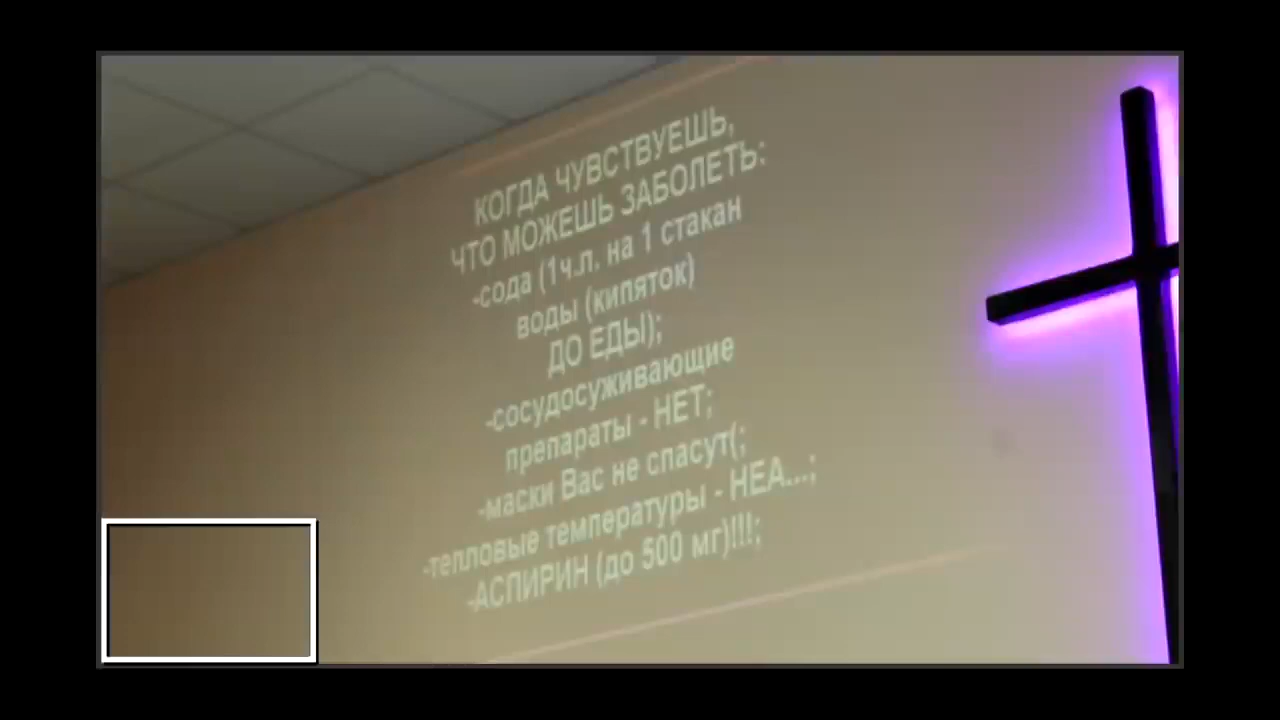 КОГДА ЧУВСТВУЕШЬ,
ЧТО МОЖЕШЬ ЗАБОЛЕТЬ:
-сода (1ч.л. на 1 стакан
воды (кипяток)
ДО ЕДЫ);
-сосудосуживающие
препараты - НЕТ;
-маски Вас не спасут(;
-тепловые температуры - НЕА...;
-АСПИРИН (до 500 мг)!!!;